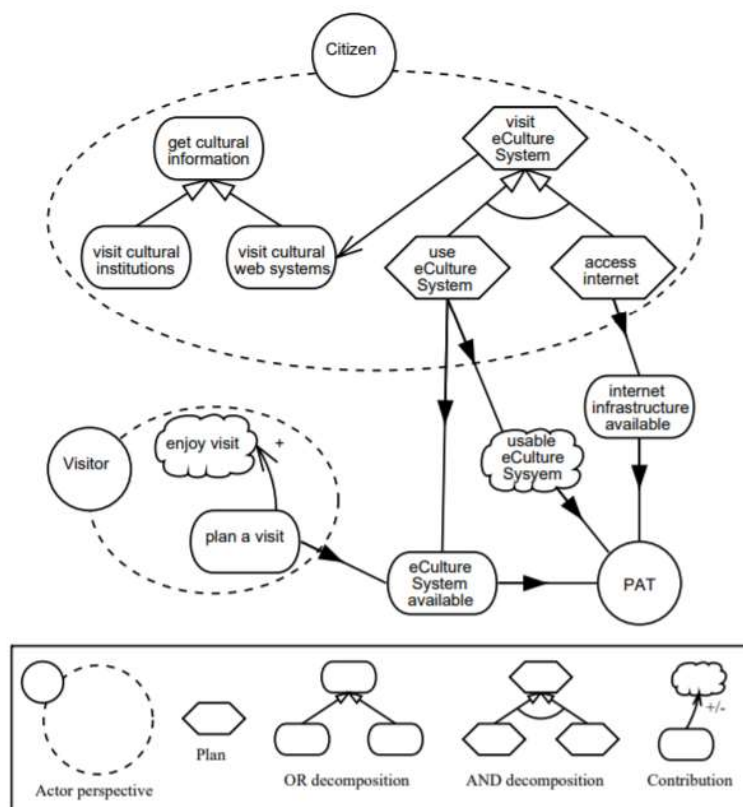 Citizen
visit
eCulture
System
get cultural
information
visit cultural
institutions
visit cultural
web systems
use
eCulture
System
access
internet
internet
infrastructure
available
usable
eCulture
Sysyem
enjoy visit
+
Visitor
plan a visit
eCulture
System
available
PAT
Actor perspective
Plan
OR decomposition
AND decomposition
+/-
Contribution